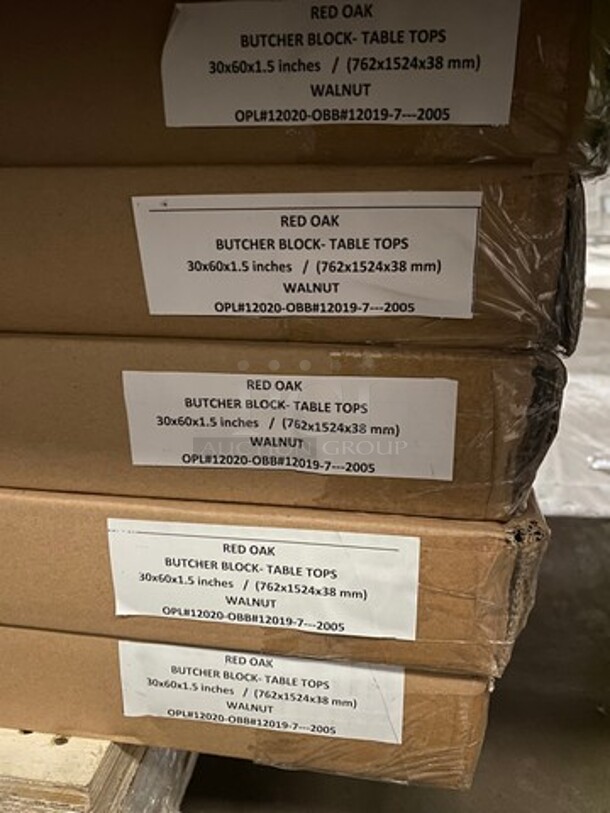 RED OAK
BUTCHER BLOCK- TABLE TOPS
30x60x1.5 inches / (762x1524x38 mm)
WALNUT
OPL#12020-OBB#12019-7---2005
RED OAK
BUTCHER BLOCK- TABLE TOPS
30x60x1.5 inches / (762x1524x38 mm)
WALNUT
OPL#12020-OBB#12019-7---2005
RED OAK
BUTCHER BLOCK- TABLE TOPS
30x60x1.5 inches / (762x1524x38 mm)
WALNUT
AUCTION GROUP
OPL#12020-OBB#12019-7---2005
RED OAK
BUTCHER BLOCK- TABLE TOPS
30x60x1.5 inches / (762x1524x38 mm)
WALNUT
OPL#12020-OBB#12019-7---2005
RED OAK
BUTCHER BLOCK- TABLE TOPS
30x60x1.5 inches / (762x1524x38 mm)
WALNUT
OPL#12020-OBB#12019-7---2005